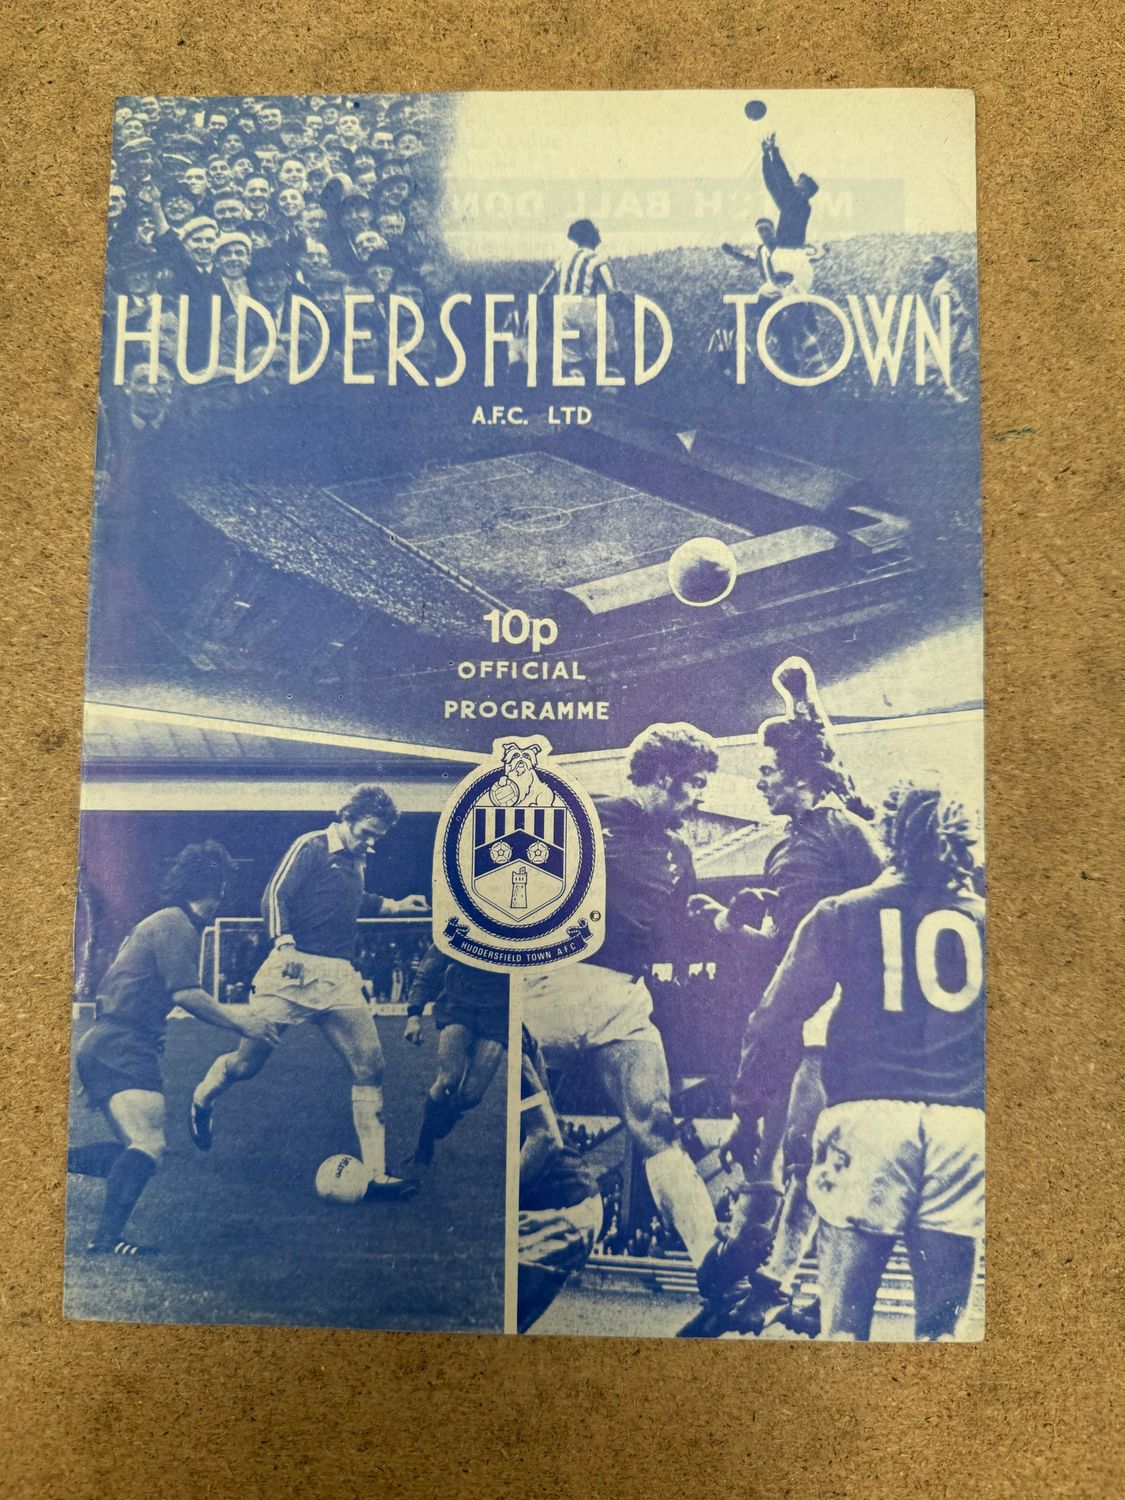 HUDDERSFIELD TOWN
A.F.C. LTD
10p
OFFICIAL
PROGRAMME
HUDDERSFIELD TOWN A F C
©
10